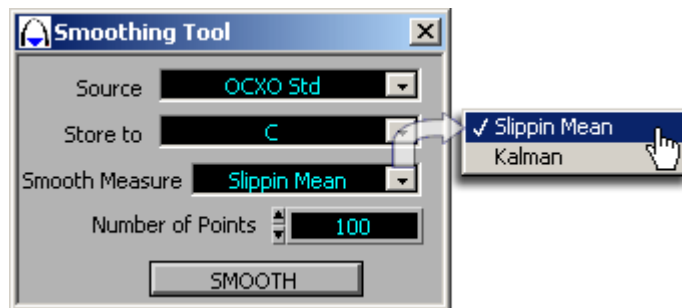 Smoothing Tool
Source OCXO Std
Store to C
✓ Slippin Mean
Kalman
Smooth Measure Slippin Mean
Number of Points 100
SMOOTH